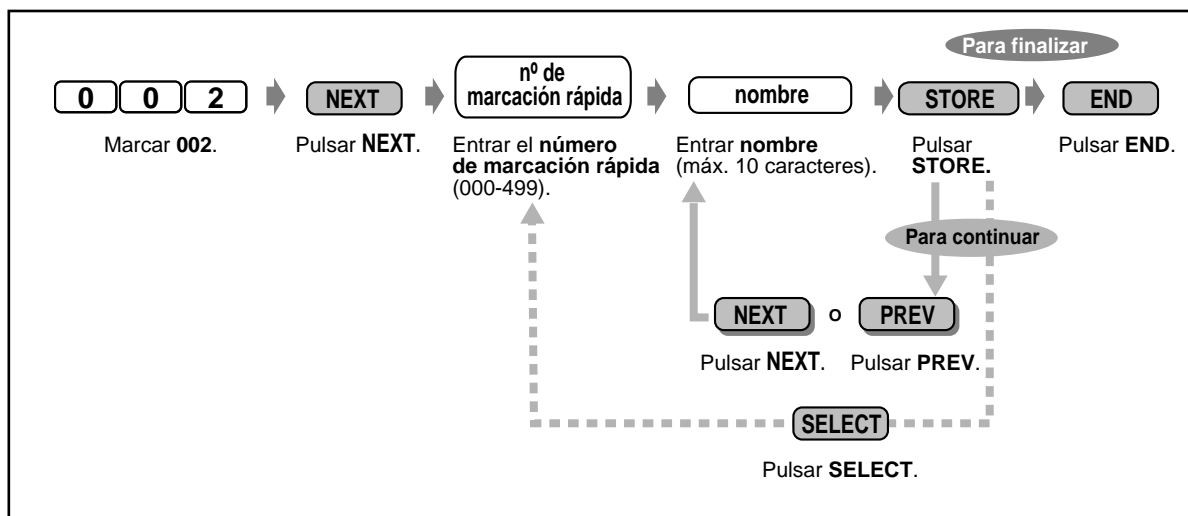 Para finalizar
0 0 2
NEXT
nº de
marcación rápida
nombre
STORE
END
Marcar 002.
Pulsar NEXT.
Entrar el número
de marcación rápida
(000-499).
Entrar nombre
(máx. 10 caracteres).
Pulsar
STORE.
Pulsar END.
Para continuar
NEXT o PREV
Pulsar NEXT. Pulsar PREV.
SELECT
Pulsar SELECT.